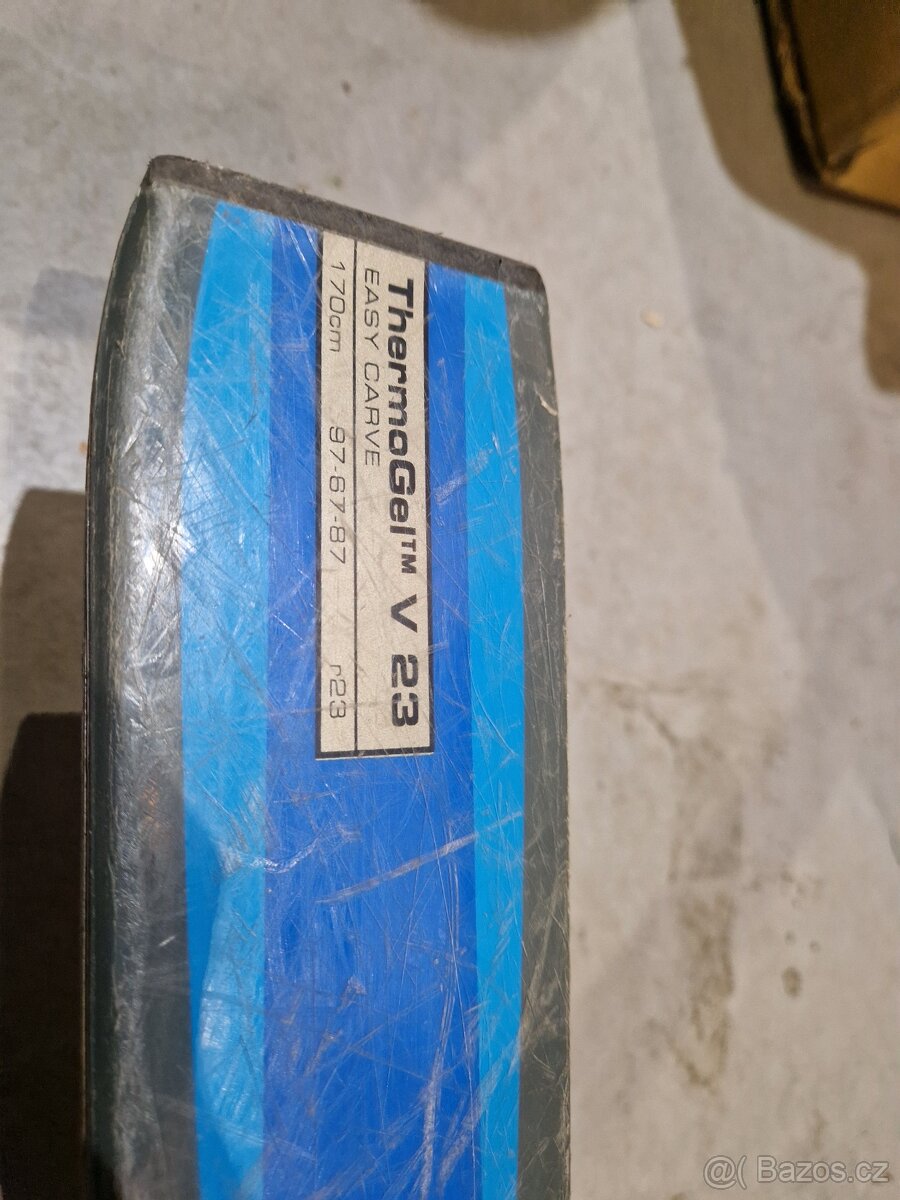 ThermoGel™ V 23
EASY CARVE
170cm 97-67-87 r23
@( Bazos.cz